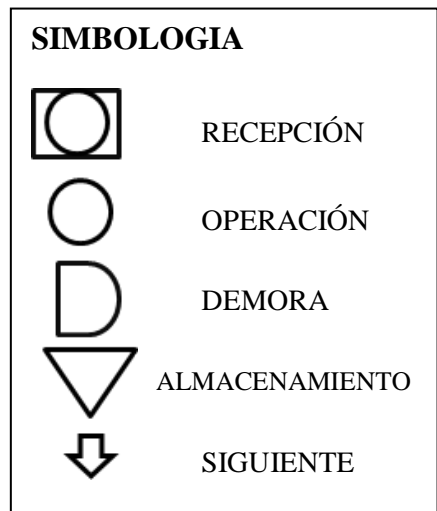 SIMBOLOGIA
RECEPCIÓN
OPERACIÓN
DEMORA
ALMACENAMIENTO
SIGUIENTE